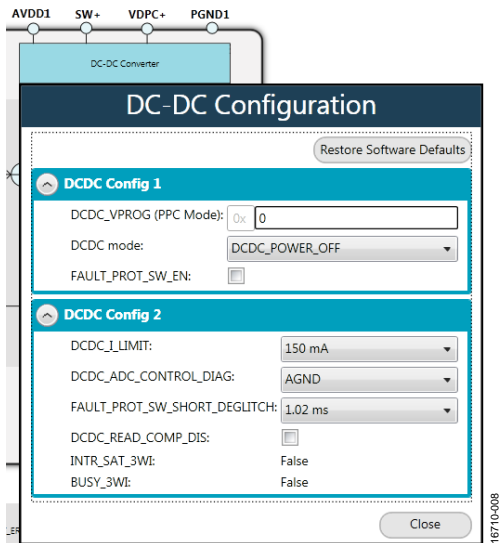 AVDD1 SW+ VDPC+ PGND1
DC-DC Converter
DC-DC Configuration
Restore Software Defaults
DCDC Config 1
DCDC_VPROG (PPC Mode): 0x 0
DCDC mode: DCDC_POWER_OFF
FAULT_PROT_SW_EN:
DCDC Config 2
DCDC_I_LIMIT: 150 mA
DCDC_ADC_CONTROL_DIAG: AGND
FAULT_PROT_SW_SHORT_DEGLITCH: 1.02 ms
DCDC_READ_COMP_DIS:
INTR_SAT_3WI: False
BUSY_3WI: False
Close
_ER
16710-008